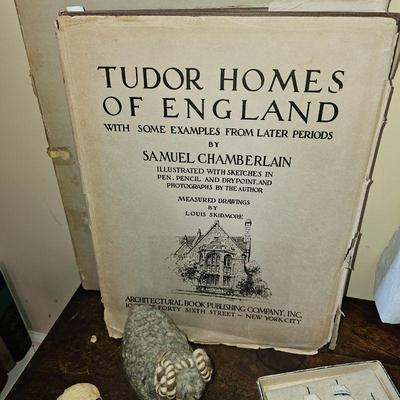 TUDOR HOMES
OF ENGLAND
WITH SOME EXAMPLES FROM LATER PERIODS
BY
SAMUEL CHAMBERLAIN
ILLUSTRATED WITH SKETCHES IN
PEN, PENCIL AND DRYPOINT, AND
PHOTOGRAPHS BY THE AUTHOR
MEASURED DRAWINGS
BY
LOUIS SKIDMORE
ARCHITECTURAL BOOK PUBLISHING COMPANY, INC.
FORTY SIXTH STREET – NEW YORK CITY